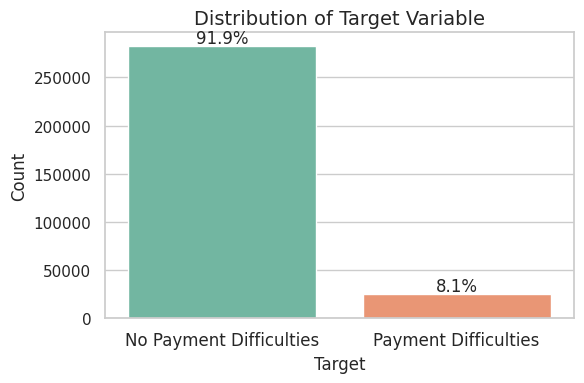 Distribution of Target Variable
91.9%
8.1%
250000
200000
150000
100000
50000
0
Count
No Payment Difficulties
Payment Difficulties
Target